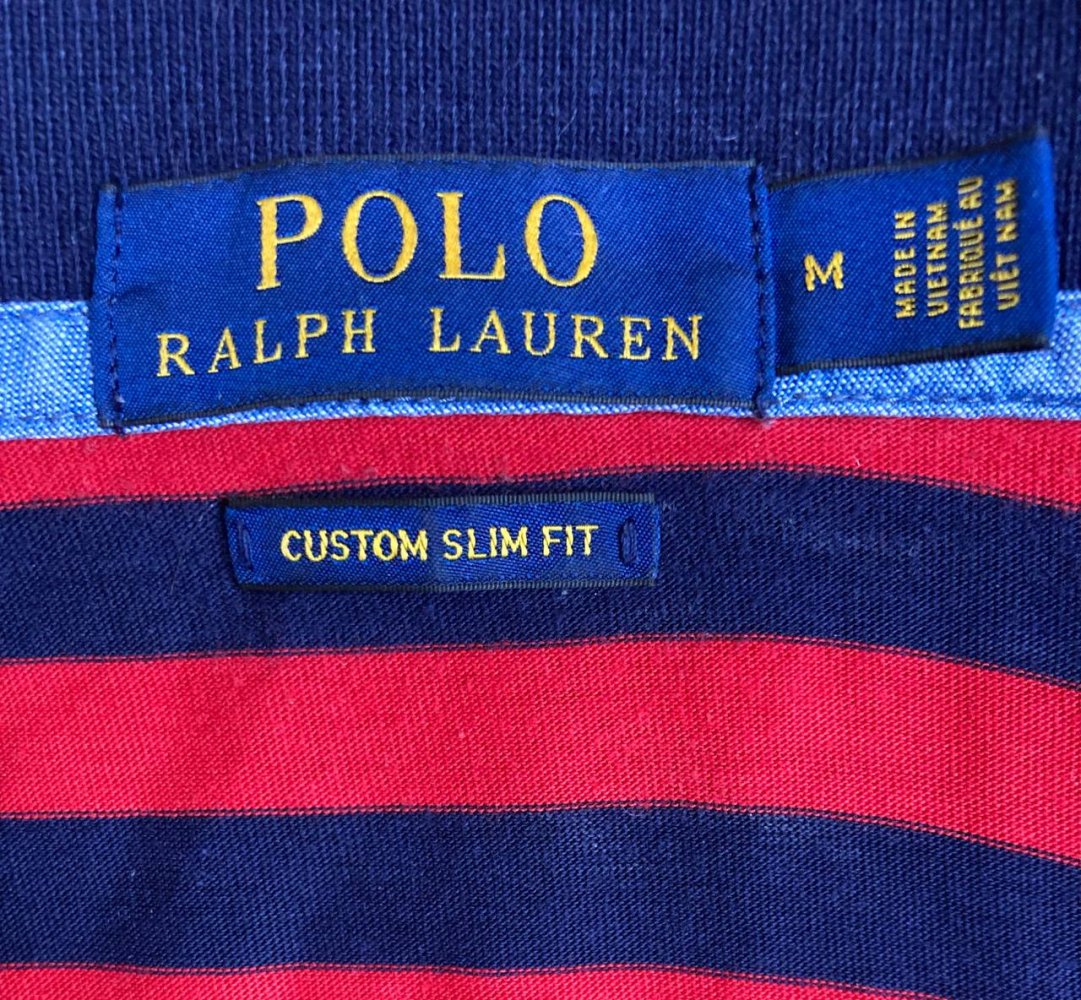 POLO
RALPH LAUREN
M
MADE IN
VIETNAM
FABRIQUÉ AU
VIÊT NAM
CUSTOM SLIM FIT